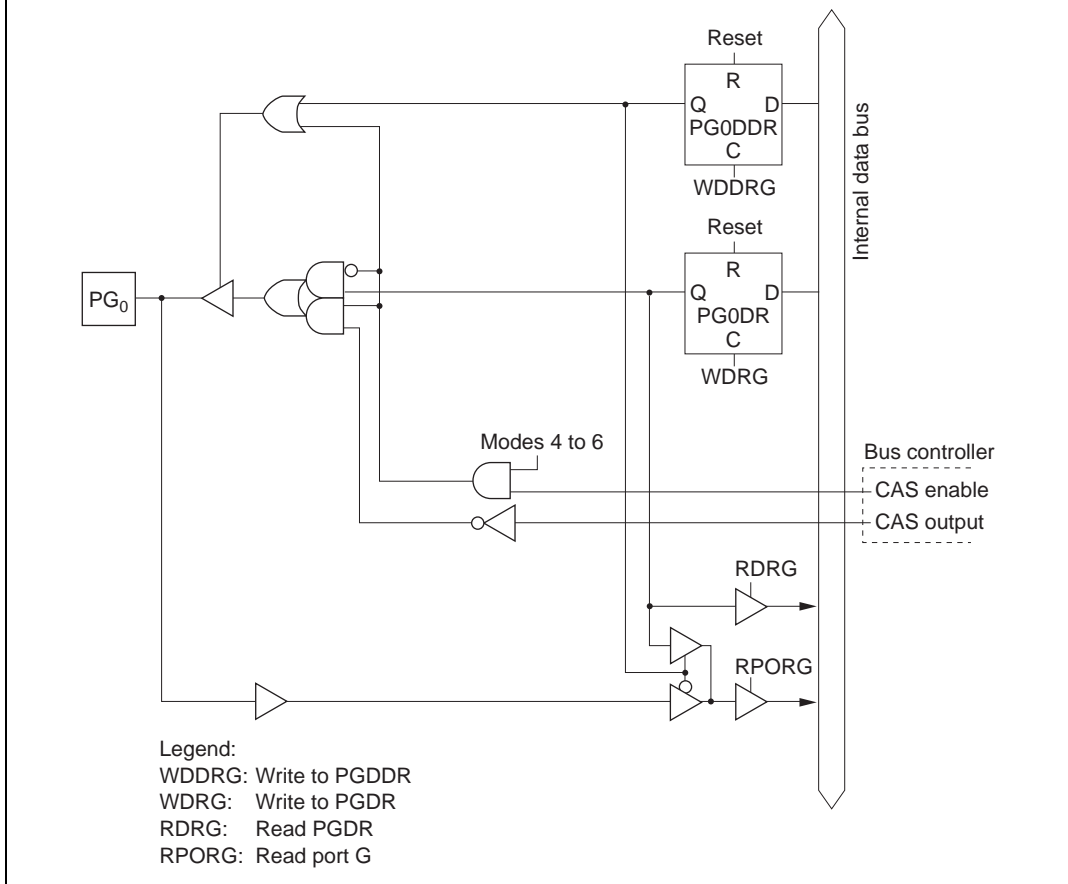 Reset
R
Q D
PG0DDR
C
WDDRG
Internal data bus
Reset
R
Q D
PG0DR
C
WDRG
PG0
Modes 4 to 6
Bus controller
CAS enable
CAS output
RDRG
RPORG
Legend:
WDDRG: Write to PGDDR
WDRG: Write to PGDR
RDRG: Read PGDR
RPORG: Read port G